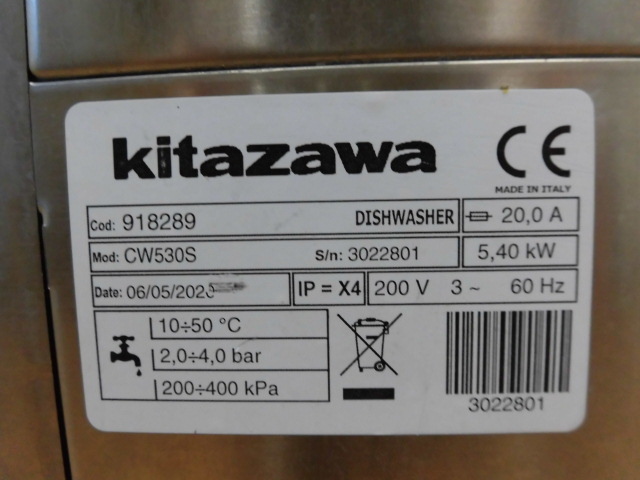 kitazawa
CE
MADE IN ITALY
Cod: 918289 DISHWASHER 20,0 A
Mod: CW530S S/n: 3022801 5,40 kW
Date: IP = X4 200 V 3 ~ 60 Hz
10÷50 °C
2,0÷4,0 bar
200÷400 kPa
3022801